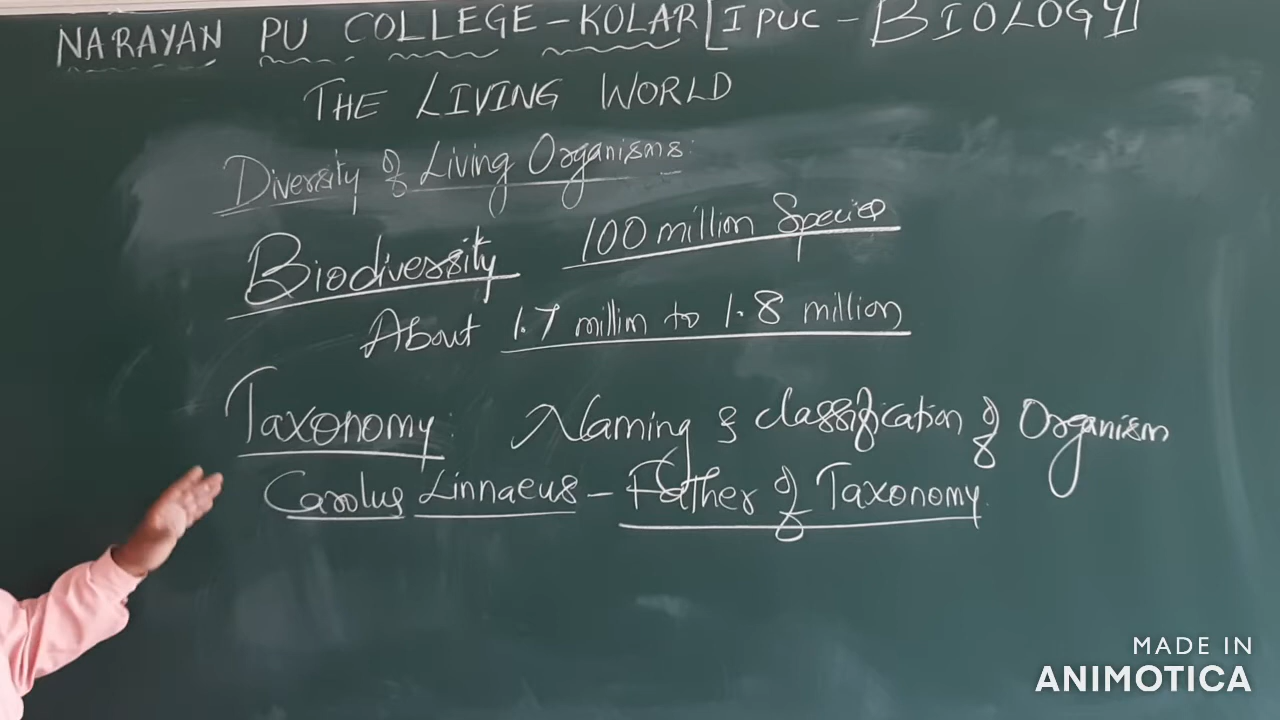 NARAYAN PU COLLEGE – KOLAR [I PUC – BIOLOGY]
THE LIVING WORLD
Diversity of Living Organisms:
Biodiversity 100 million Species
About 1.7 millim to 1.8 million
Taxonomy: Naming & classification of Organism
Carolus Linnaeus – Father of Taxonomy.
MADE IN
ANIMOTICA